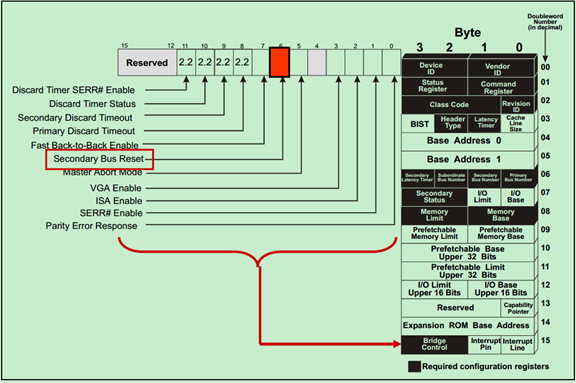 Byte
Doubleword
Number
(in decimal)
3 2 1 0
15 12 11 10 9 8 7 6 5 4 3 2 1 0
Reserved 2.2 2.2 2.2 2.2
Discard Timer SERR# Enable
Discard Timer Status
Secondary Discard Timeout
Primary Discard Timeout
Fast Back-to-Back Enable
Secondary Bus Reset
Master Abort Mode
VGA Enable
ISA Enable
SERR# Enable
Parity Error Response
Device ID
Vendor ID
00
Status Register
Command Register
01
Class Code
Revision ID
02
BIST
Header Type
Latency Timer
Cache Line Size
03
Base Address 0
04
Base Address 1
05
Secondary Latency Timer
Subordinate Bus Number
Secondary Bus Number
Primary Bus Number
06
Secondary Status
I/O Limit
I/O Base
07
Memory Limit
Memory Base
08
Prefetchable Memory Limit
Prefetchable Memory Base
09
Prefetchable Base Upper 32 Bits
10
Prefetchable Limit Upper 32 Bits
11
I/O Limit Upper 16 Bits
I/O Base Upper 16 Bits
12
Reserved
Capability Pointer
13
Expansion ROM Base Address
14
Bridge Control
Interrupt Pin
Interrupt Line
15
Required configuration registers